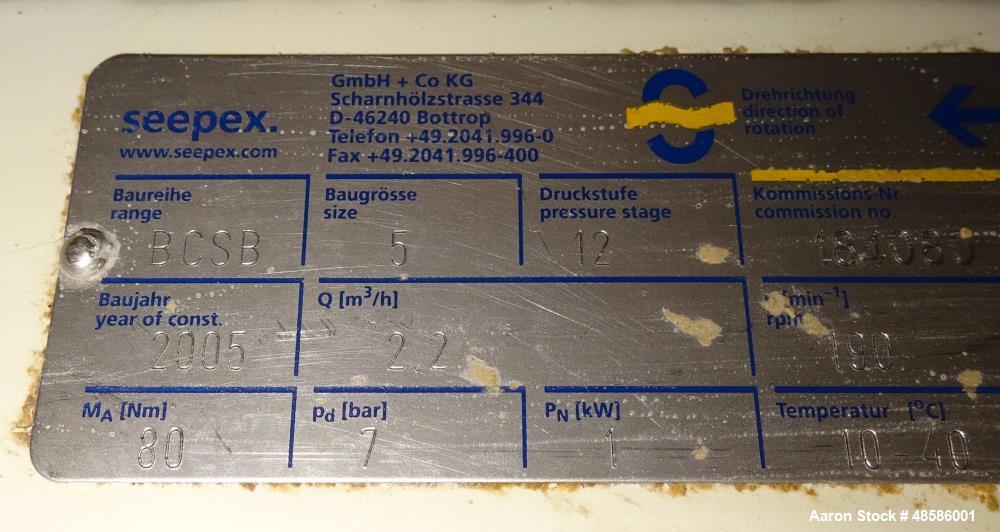 seepex.
www.seepex.com
GmbH + Co KG
Scharnhölzstrasse 344
D-46240 Bottrop
Telefon +49.2041.996-0
Fax +49.2041.996-400
Drehrichtung
direction of
rotation
Baureihe
range
BCSB
Baugrösse
size
5
Druckstufe
pressure stage
12
Kommissions-Nr.
commission no.
Baujahr
year of const.
2005
Q [m³/h]
2.2
[min⁻¹]
rpm
190
MA [Nm]
80
pd [bar]
7
PN [kW]
1
Temperatur [°C]
10-40
Aaron Stock # 48586001